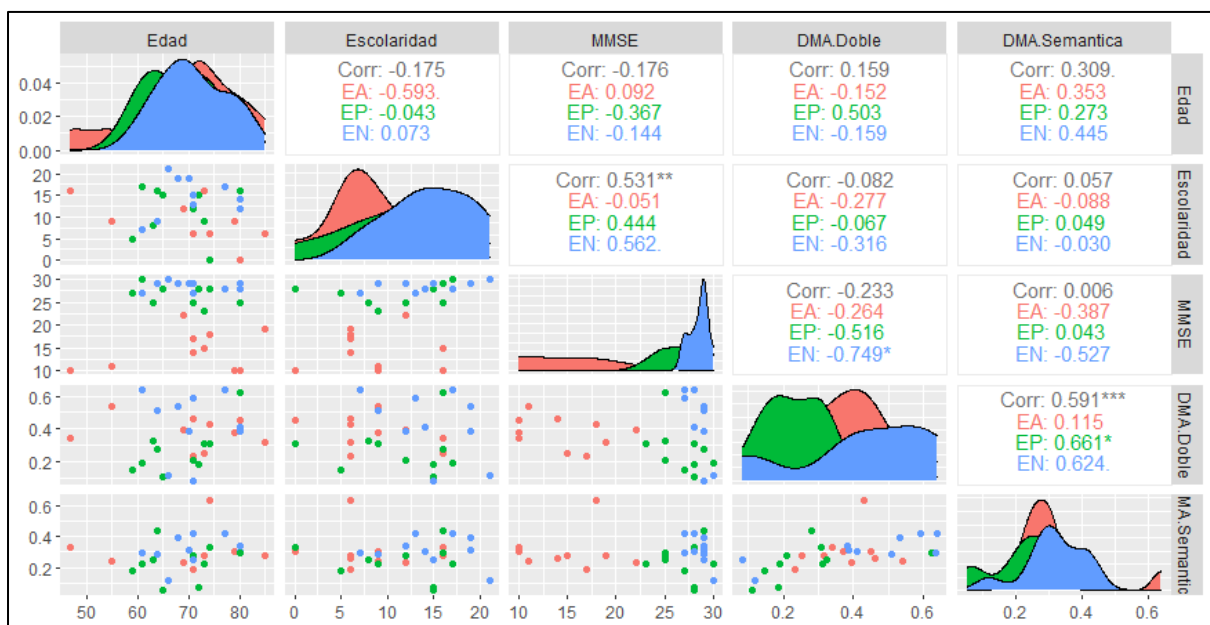 Edad Escolaridad MMSE DMA.Doble DMA.Semantica
0.04
0.02
0.00
Corr: -0.175
EA: -0.593.
EP: -0.043
EN: 0.073
Corr: -0.176
EA: 0.092
EP: -0.367
EN: -0.144
Corr: 0.159
EA: -0.152
EP: 0.503
EN: -0.159
Corr: 0.309.
EA: 0.353
EP: 0.273
EN: 0.445
Edad
20
15
10
5
0
Corr: 0.531**
EA: -0.051
EP: 0.444
EN: 0.562.
Corr: -0.082
EA: -0.277
EP: -0.067
EN: -0.316
Corr: 0.057
EA: -0.088
EP: 0.049
EN: -0.030
Escolaridad
30
25
20
15
10
Corr: -0.233
EA: -0.264
EP: -0.516
EN: -0.749*
Corr: 0.006
EA: -0.387
EP: 0.043
EN: -0.527
MMSE
0.6
0.4
0.2
Corr: 0.591***
EA: 0.115
EP: 0.661*
EN: 0.624.
DMA.Doble
0.6
0.4
0.2
MA.Semantic
50 60 70 80 0 5 10 15 20 10 15 20 25 30 0.2 0.4 0.6 0.2 0.4 0.6